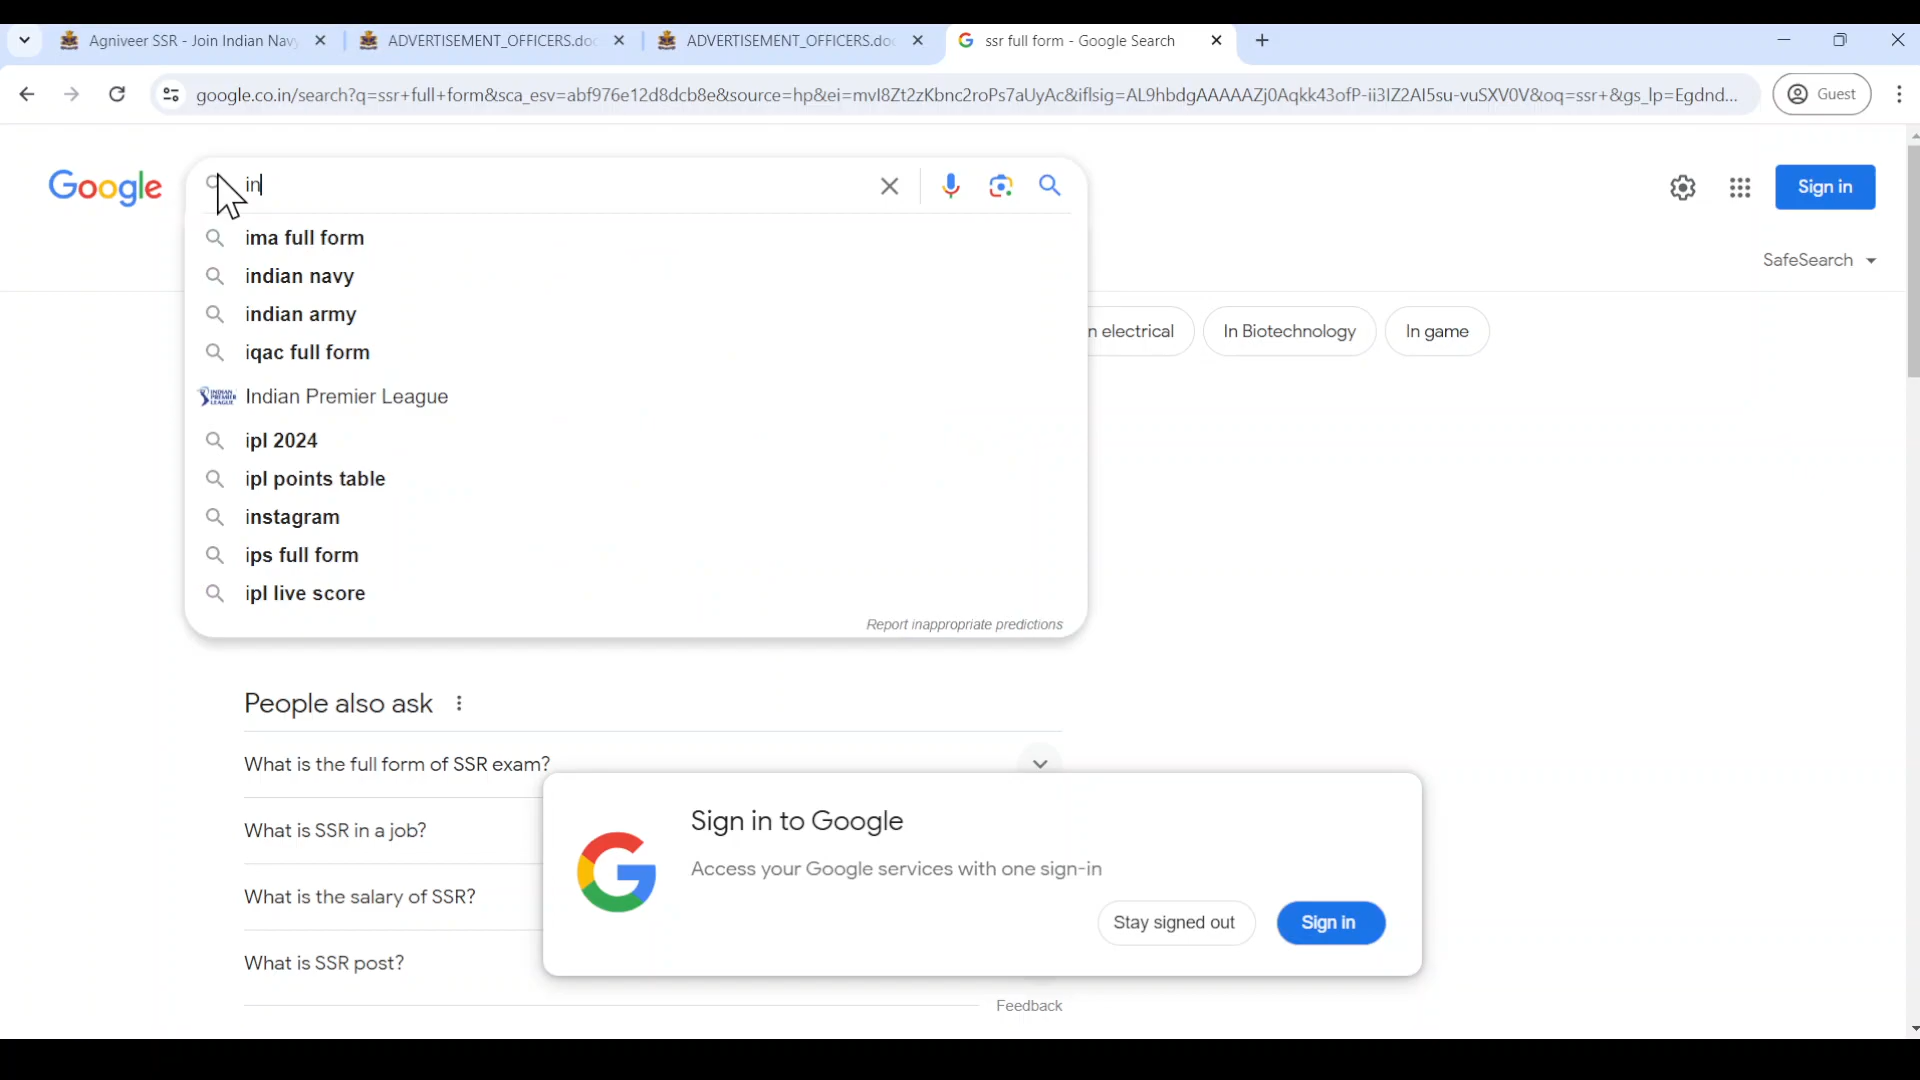 Agniveer SSR - Join Indian Navy
ADVERTISEMENT_OFFICERS.doc
ADVERTISEMENT_OFFICERS.doc
ssr full form - Google Search
google.co.in/search?q=ssr+full+form&sca_esv=abf976e12d8dcb8e&source=hp&ei=mvI8Zt2zKbnc2roPs7aUyAc&iflsig=AL9hbdgAAAAAZj0Aqkk43ofP-ii3IZ2AI5su-vuSXV0V&oq=ssr+&gs_lp=Egdnd...
Guest
Google
in
Sign in
ima full form
SafeSearch
indian navy
indian army
n electrical
In Biotechnology
In game
iqac full form
Indian Premier League
ipl 2024
ipl points table
instagram
ips full form
ipl live score
Report inappropriate predictions
People also ask
What is the full form of SSR exam?
What is SSR in a job?
What is the salary of SSR?
What is SSR post?
Sign in to Google
Access your Google services with one sign-in
Stay signed out
Sign in
Feedback